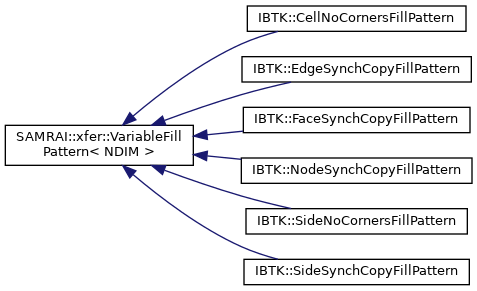 IBTK::CellNoCornersFillPattern
IBTK::EdgeSynchCopyFillPattern
IBTK::FaceSynchCopyFillPattern
SAMRAI::xfer::VariableFill
Pattern< NDIM >
IBTK::NodeSynchCopyFillPattern
IBTK::SideNoCornersFillPattern
IBTK::SideSynchCopyFillPattern